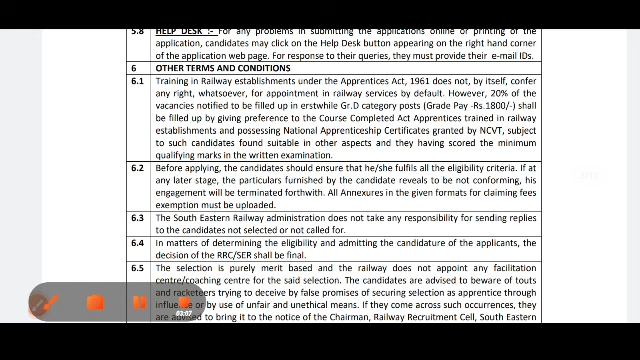 5.8 HELP DESK :- For any problems in submitting the applications online or printing of the
application, candidates may click on the Help Desk button appearing on the right hand corner
of the application web page. For response to their queries, they must provide their e-mail IDs.
6 OTHER TERMS AND CONDITIONS
6.1 Training in Railway establishments under the Apprentices Act, 1961 does not, by itself, confer
any right, whatsoever, for appointment in railway services by default. However, 20% of the
vacancies notified to be filled up in erstwhile Gr.D category posts (Grade Pay -Rs.1800/-) shall
be filled up by giving preference to the Course Completed Act Apprentices trained in railway
establishments and possessing National Apprenticeship Certificates granted by NCVT, subject
to such candidates found suitable in other aspects and they having scored the minimum
qualifying marks in the written examination.
6.2 Before applying, the candidates should ensure that he/she fulfils all the eligibility criteria. If at
any later stage, the particulars furnished by the candidate reveals to be not conforming, his
engagement will be terminated forthwith. All Annexures in the given formats for claiming fees
exemption must be uploaded.
6.3 The South Eastern Railway administration does not take any responsibility for sending replies
to the candidates not selected or not called for.
6.4 In matters of determining the eligibility and admitting the candidature of the applicants, the
decision of the RRC/SER shall be final.
6.5 The selection is purely merit based and the railway does not appoint any facilitation
centre/coaching centre for the said selection. The candidates are advised to beware of touts
and racketeers trying to deceive by false promises of securing selection as apprentice through
or by use of unfair and unethical means. If they come across such occurrences, they
are advised to bring it to the notice of the Chairman, Railway Recruitment Cell, South Eastern
03:07